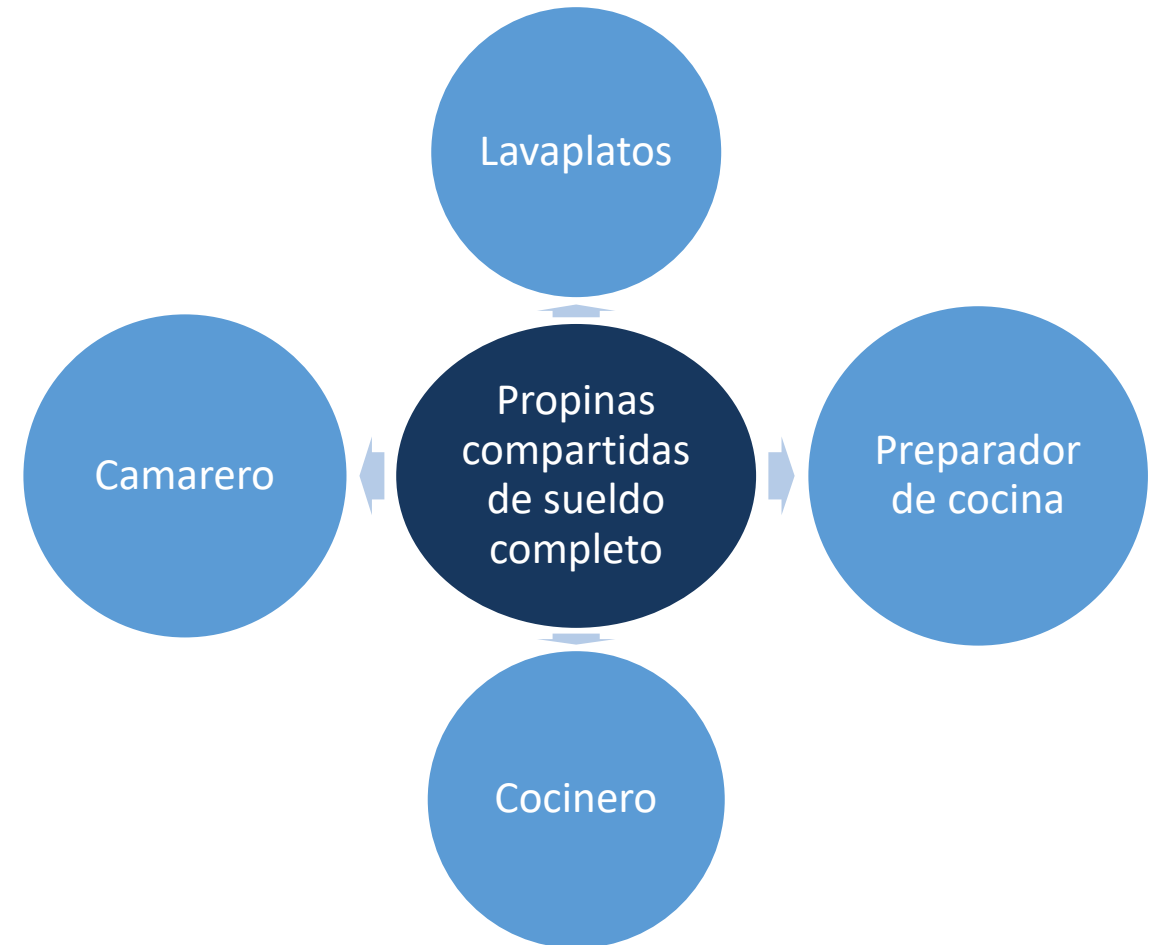 Lavaplatos
Propinas
compartidas
de sueldo
completo
Camarero
Preparador
de cocina
Cocinero